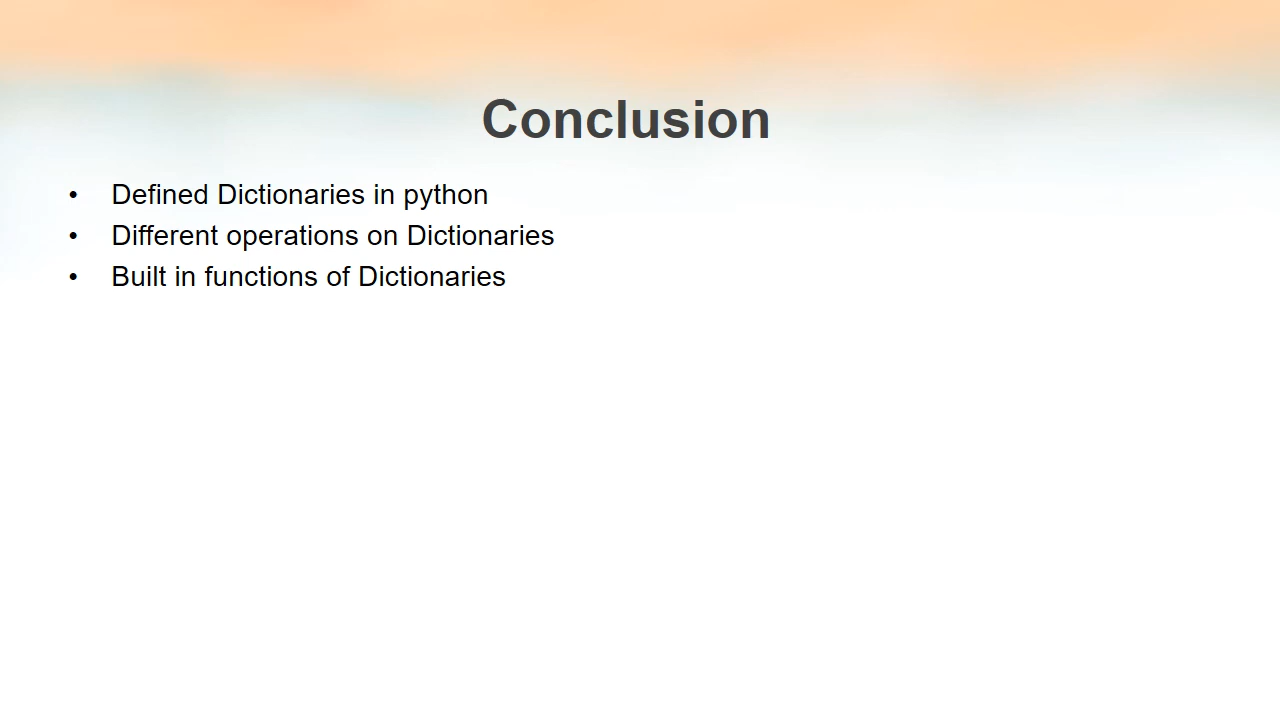 Conclusion
• Defined Dictionaries in python
• Different operations on Dictionaries
• Built in functions of Dictionaries